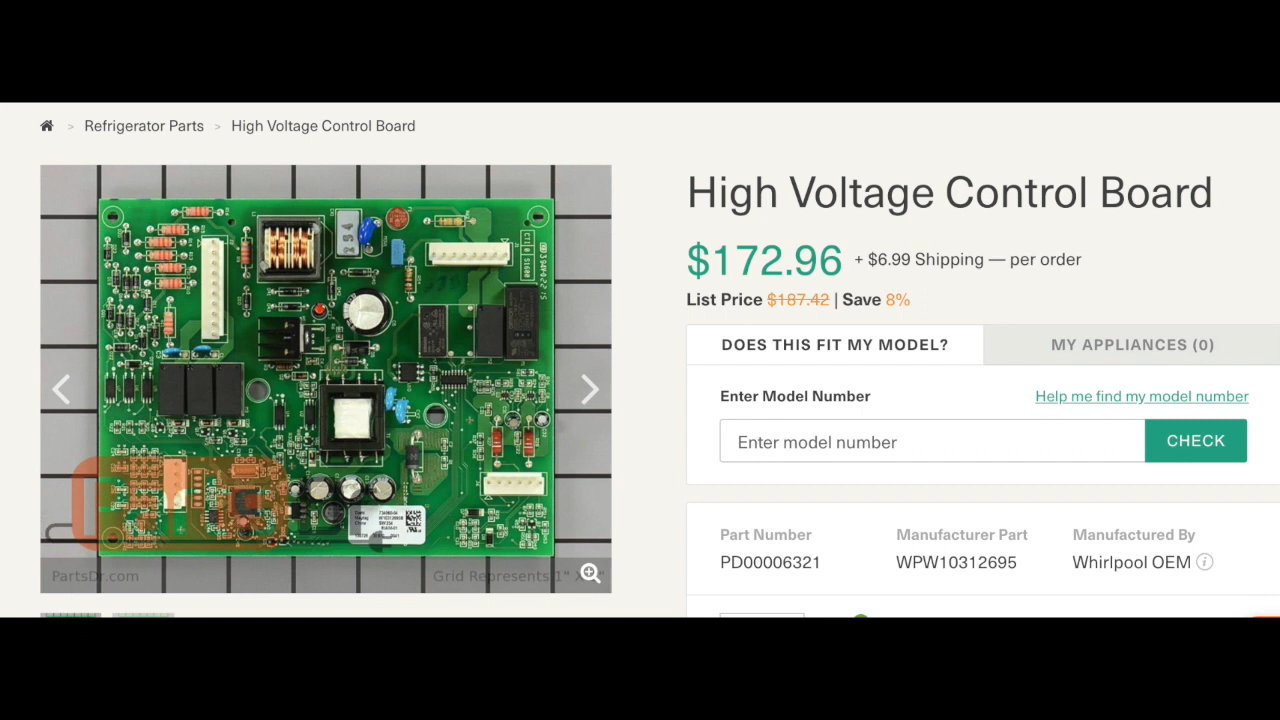 > Refrigerator Parts > High Voltage Control Board
High Voltage Control Board
$172.96 + $6.99 Shipping — per order
List Price $187.42 | Save 8%
DOES THIS FIT MY MODEL?
MY APPLIANCES (0)
Enter Model Number
Help me find my model number
Enter model number
CHECK
Part Number
Manufacturer Part
Manufactured By
PD00006321
WPW10312695
Whirlpool OEM
254
PartsDr.com
Grid Represents 1" X